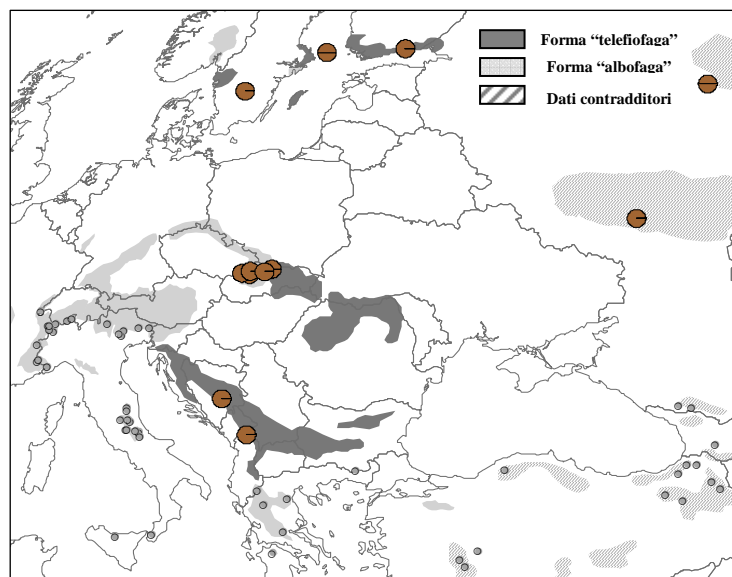 Forma “telefiofaga”
Forma “albofaga”
Dati contradditori